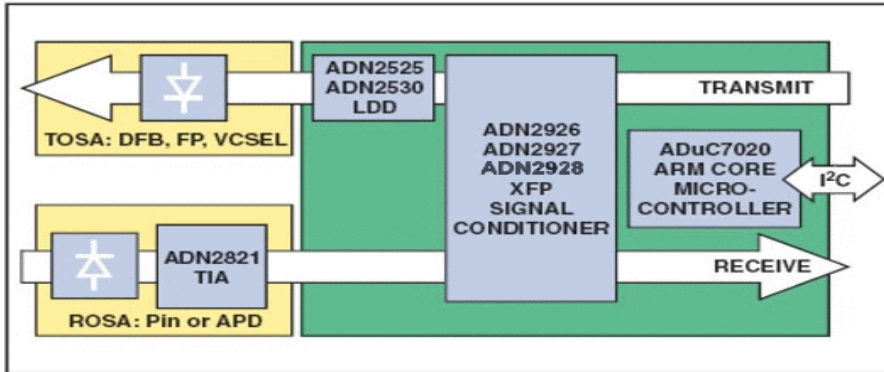 ADN2525
ADN2530
LDD
TRANSMIT
TOSA: DFB, FP, VCSEL
ADN2926
ADN2927
ADN2928
XFP
SIGNAL
CONDITIONER
ADuC7020
ARM CORE
MICRO-
CONTROLLER
I²C
ADN2821
TIA
RECEIVE
ROSA: Pin or APD